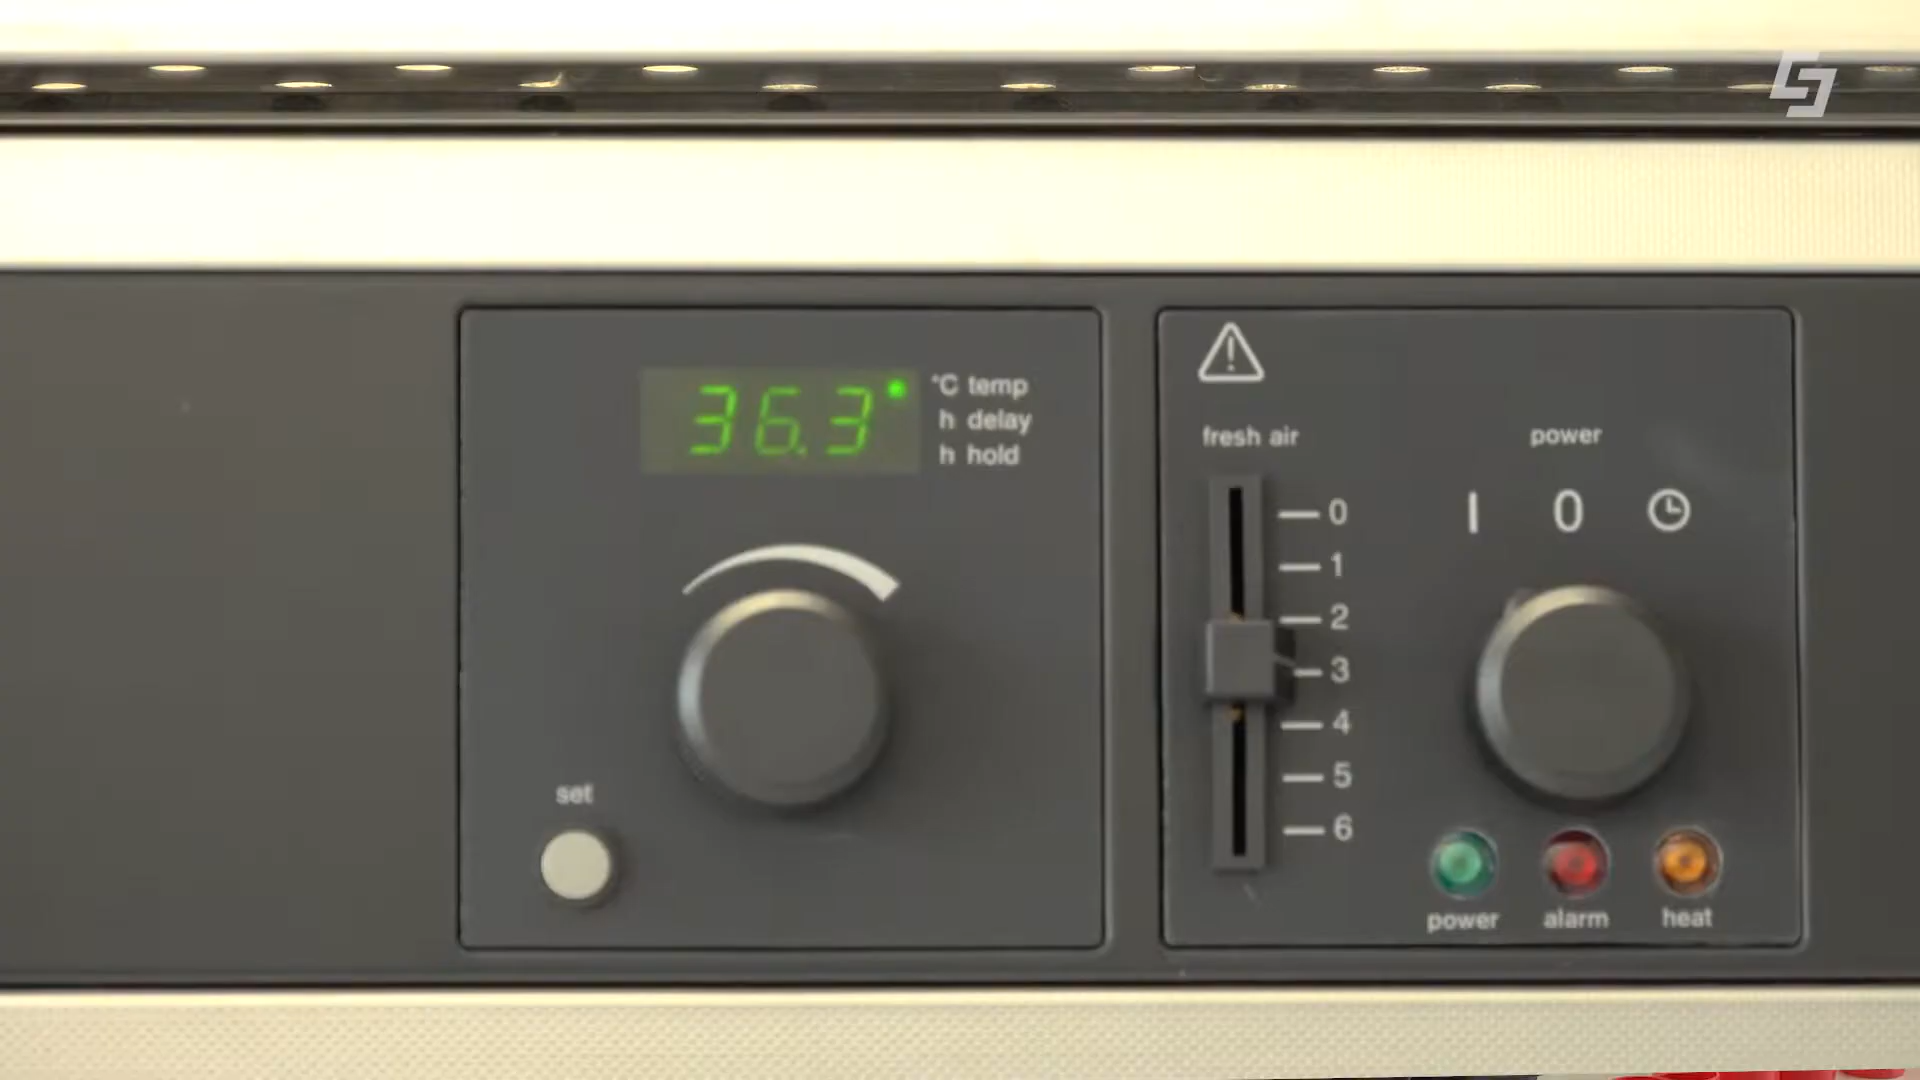 36.3
°C temp
h delay
h hold
set
fresh air
0
1
2
3
4
5
6
power
I 0
power
alarm
heat